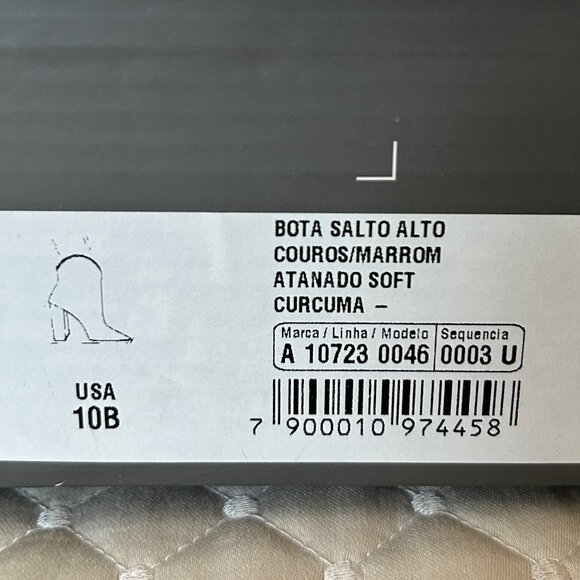 BOTA SALTO ALTO
COUROS/MARROM
ATANADO SOFT
CURCUMA –
Marca / Linha / Modelo Sequencia
A 10723 0046 0003 U
USA
10B
7 900010 974458